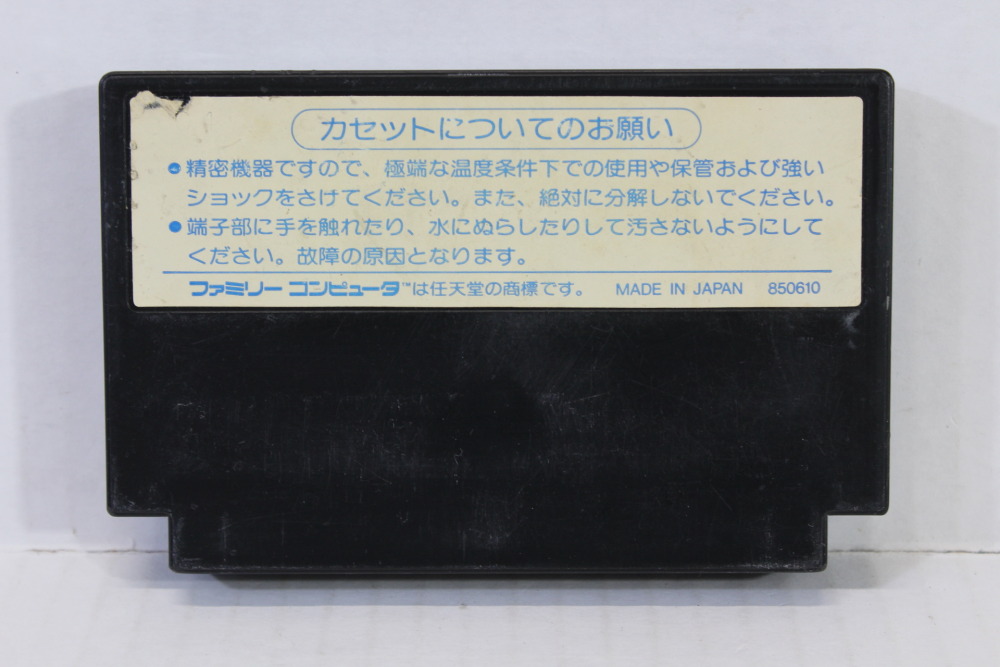 カセットについてのお願い
●精密機器ですので、極端な温度条件下での使用や保管および強い
ショックをさけてください。また、絶対に分解しないでください。
●端子部に手を触れたり、水にぬらしたりして汚さないようにして
ください。故障の原因となります。
ファミリーコンピュータ™は任天堂の商標です。 MADE IN JAPAN 850610